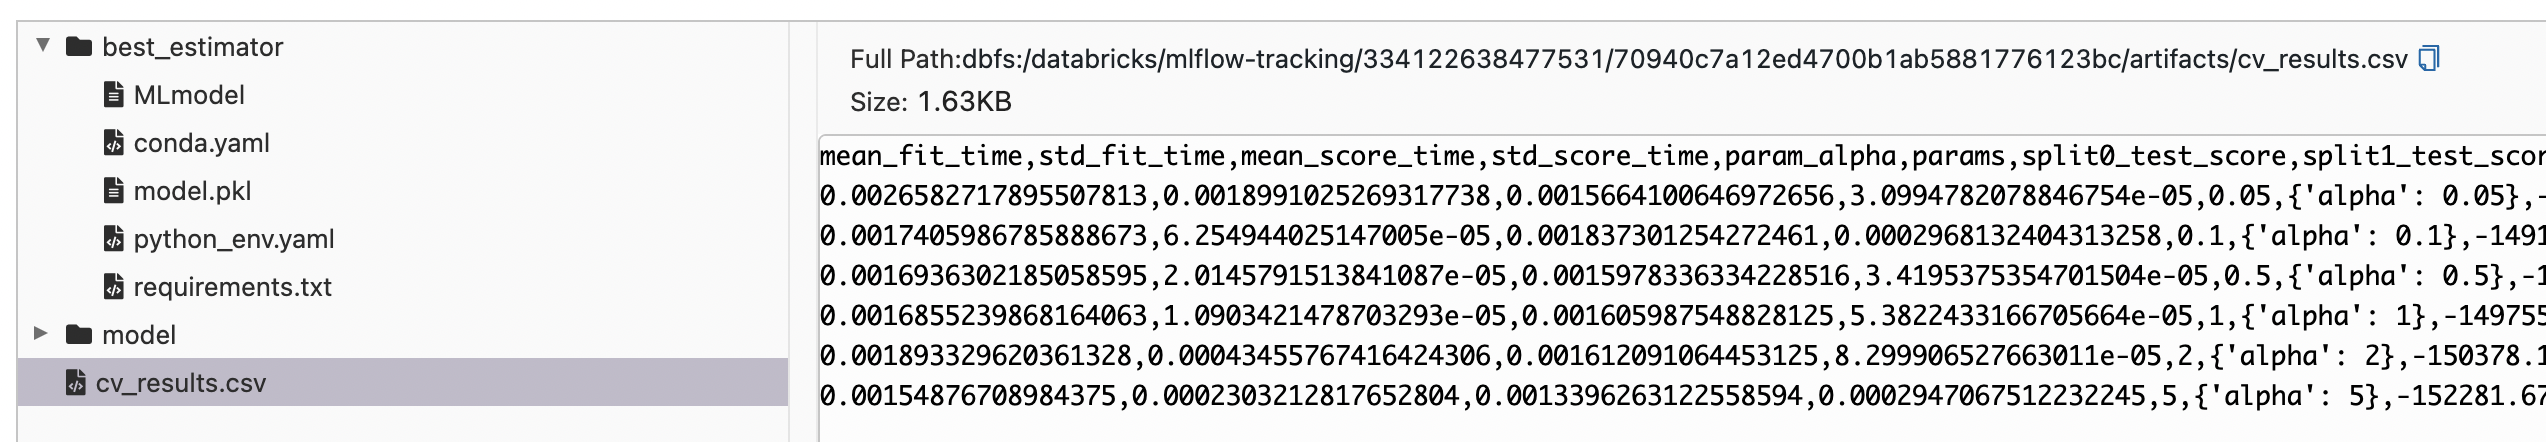 best_estimator
MLmodel
conda.yaml
model.pkl
python_env.yaml
requirements.txt
model
cv_results.csv
Full Path:dbfs:/databricks/mlflow-tracking/334122638477531/70940c7a12ed4700b1ab5881776123bc/artifacts/cv_results.csv
Size: 1.63KB
mean_fit_time,std_fit_time,mean_score_time,std_score_time,param_alpha,params,split0_test_score,split1_test_scor
0.0026582717895507813,0.0018991025269317738,0.0015664100646972656,3.0994782078846754e-05,0.05,{'alpha': 0.05},-
0.0017405986785888673,6.254944025147005e-05,0.001837301254272461,0.0002968132404313258,0.1,{'alpha': 0.1},-1491
0.0016936302185058595,2.0145791513841087e-05,0.0015978336334228516,3.4195375354701504e-05,0.5,{'alpha': 0.5},-1
0.0016855239868164063,1.0903421478703293e-05,0.001605987548828125,5.3822433166705664e-05,1,{'alpha': 1},-149755
0.001893329620361328,0.00043455767416424306,0.001612091064453125,8.299906527663011e-05,2,{'alpha': 2},-150378.1
0.00154876708984375,0.0002303212817652804,0.0013396263122558594,0.0002947067512232245,5,{'alpha': 5},-152281.67